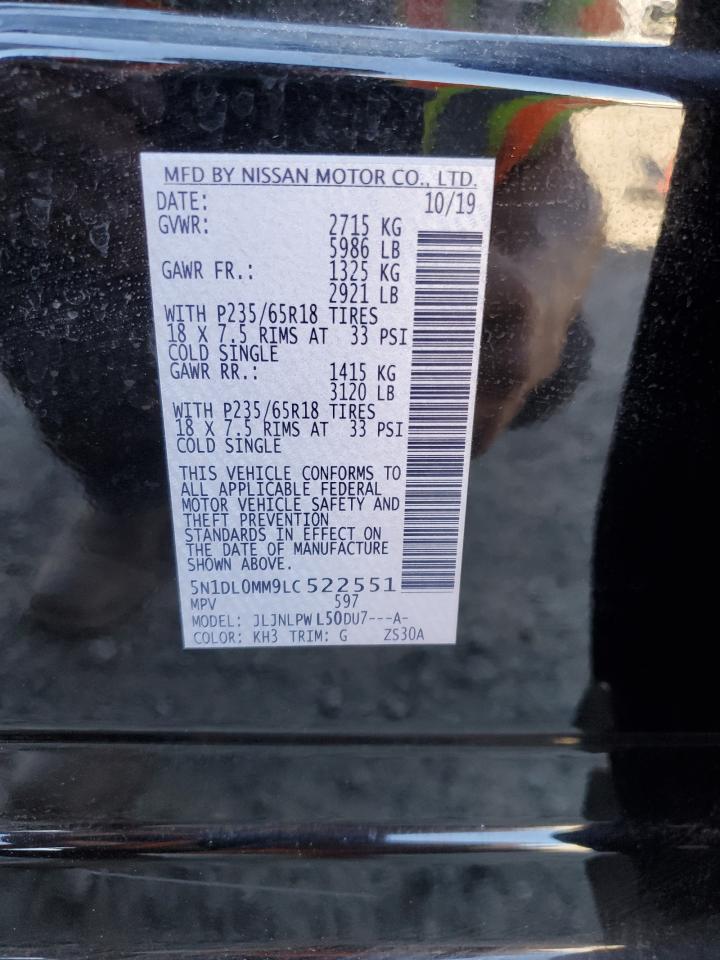 MFD BY NISSAN MOTOR CO., LTD.
DATE: 10/19
GVWR: 2715 KG
5986 LB
GAWR FR.: 1325 KG
2921 LB
WITH P235/65R18 TIRES
18 X 7.5 RIMS AT 33 PSI
COLD SINGLE
GAWR RR.: 1415 KG
3120 LB
WITH P235/65R18 TIRES
18 X 7.5 RIMS AT 33 PSI
COLD SINGLE
THIS VEHICLE CONFORMS TO
ALL APPLICABLE FEDERAL
MOTOR VEHICLE SAFETY AND
THEFT PREVENTION
STANDARDS IN EFFECT ON
THE DATE OF MANUFACTURE
SHOWN ABOVE.
5N1DL0MM9LC522551
MPV 597
MODEL: JLJNLPW L50DU7---A-
COLOR: KH3 TRIM: G ZS30A